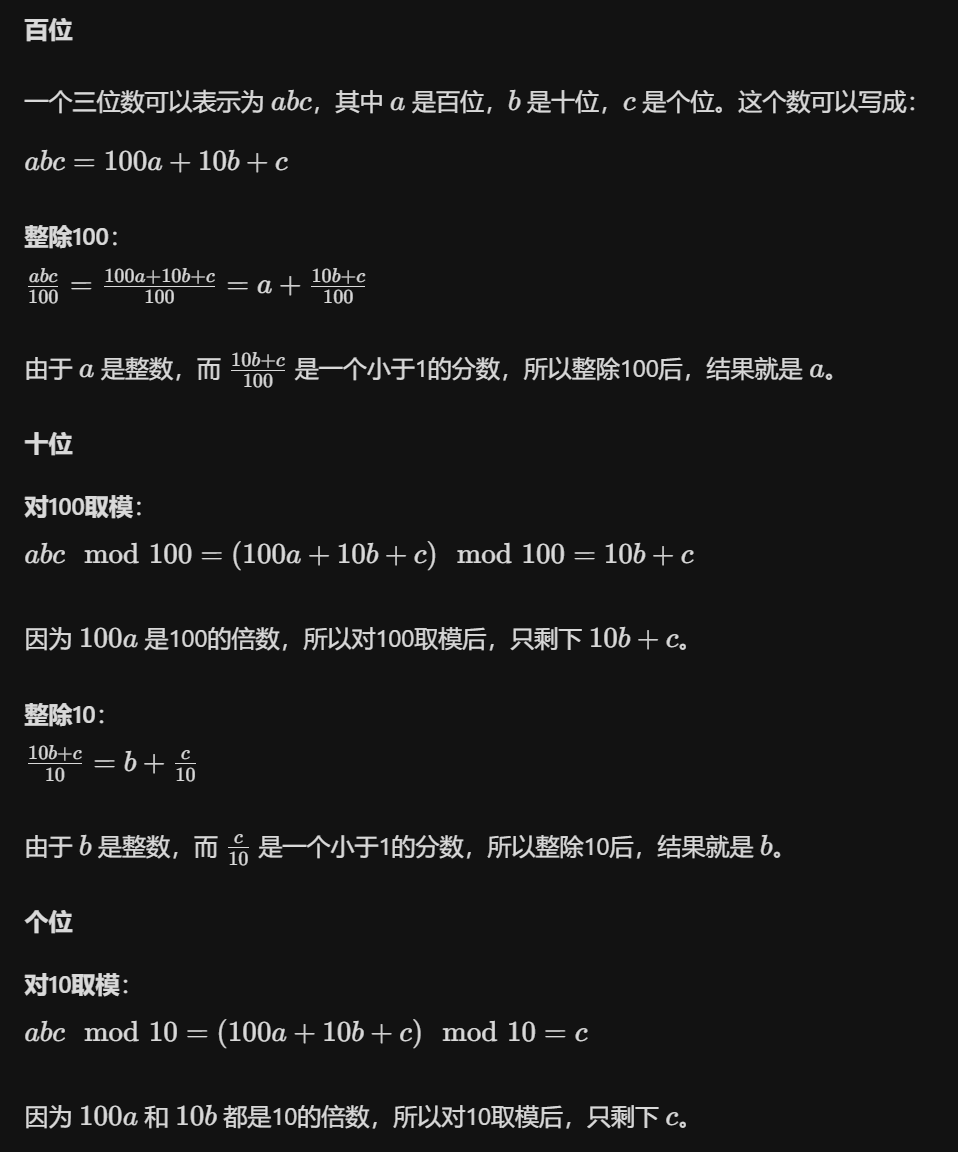 百位
一个三位数可以表示为 abc，其中 a 是百位，b 是十位，c 是个位。这个数可以写成：
abc = 100a + 10b + c
整除100：
abc/100 = (100a+10b+c)/100 = a + (10b+c)/100
由于 a 是整数，而 (10b+c)/100 是一个小于1的分数，所以整除100后，结果就是 a。
十位
对100取模：
abc mod 100 = (100a + 10b + c) mod 100 = 10b + c
因为 100a 是100的倍数，所以对100取模后，只剩下 10b + c。
整除10：
(10b+c)/10 = b + c/10
由于 b 是整数，而 c/10 是一个小于1的分数，所以整除10后，结果就是 b。
个位
对10取模：
abc mod 10 = (100a + 10b + c) mod 10 = c
因为 100a 和 10b 都是10的倍数，所以对10取模后，只剩下 c。